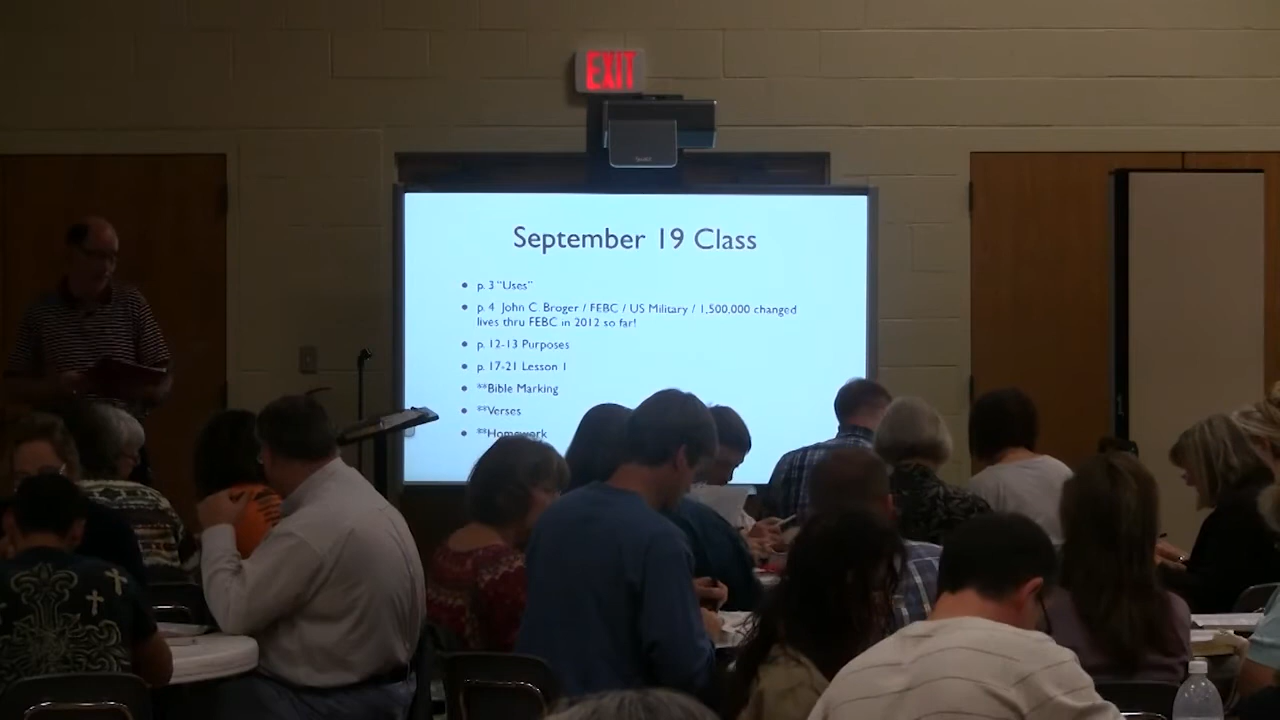 EXIT
September 19 Class
• p. 3 "Uses"
• p. 4 John C. Broger / FEBC / US Military / 1,500,000 changed
lives thru FEBC in 2012 so far!
• p. 12-13 Purposes
• p. 17-21 Lesson 1
• **Bible Marking
• **Verses
• **Homework